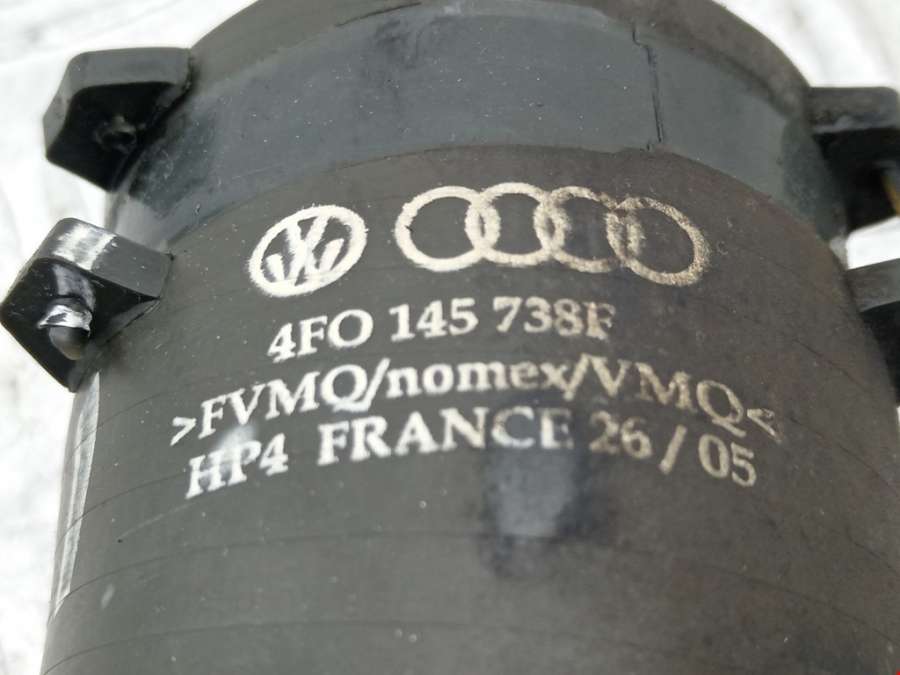 4FO 145 738F
>FVMQ/nomex/VMQ<
HP4 FRANCE 26/05